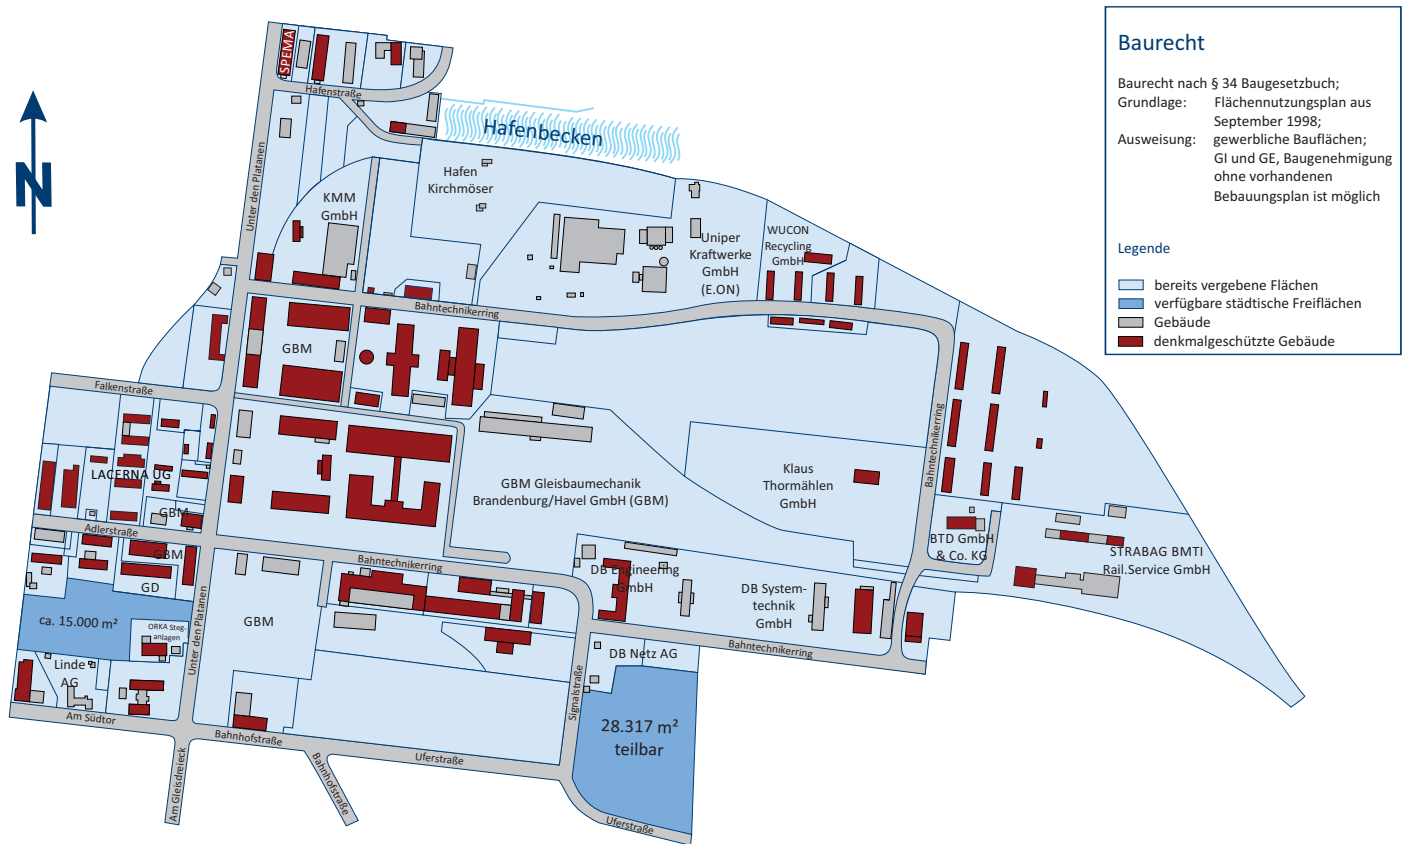 Baurecht
Baurecht nach § 34 Baugesetzbuch;
Grundlage: Flächennutzungsplan aus
September 1998;
Ausweisung: gewerbliche Bauflächen;
GI und GE, Baugenehmigung
ohne vorhandenen
Bebauungsplan ist möglich
Legende
bereits vergebene Flächen
verfügbare städtische Freiflächen
Gebäude
denkmalgeschützte Gebäude
N
SPEMA
Hafenstraße
Hafenbecken
Unter den Platanen
Hafen
Kirchmöser
KMM
GmbH
Uniper
Kraftwerke
GmbH
(E.ON)
WUCON
Recycling
GmbH
Bahntechnikerring
GBM
Falkenstraße
Bahntechnikerring
LACERNA UG
GBM
GBM Gleisbaumechanik
Brandenburg/Havel GmbH (GBM)
Klaus
Thormählen
GmbH
Adlerstraße
GBM
GD
Bahntechnikerring
BTD GmbH
& Co. KG
STRABAG BMTI
Rail.Service GmbH
DB Engineering
GmbH
DB System-
technik
GmbH
ca. 15.000 m²
ORKA Steg-
anlagen
Unter den Platanen
GBM
Linde
AG
DB Netz AG
Bahntechnikerring
Signalstraße
28.317 m²
teilbar
Am Südtor
Bahnhofstraße
Uferstraße
Am Gleisdreieck
Bahnhofstraße
Uferstraße